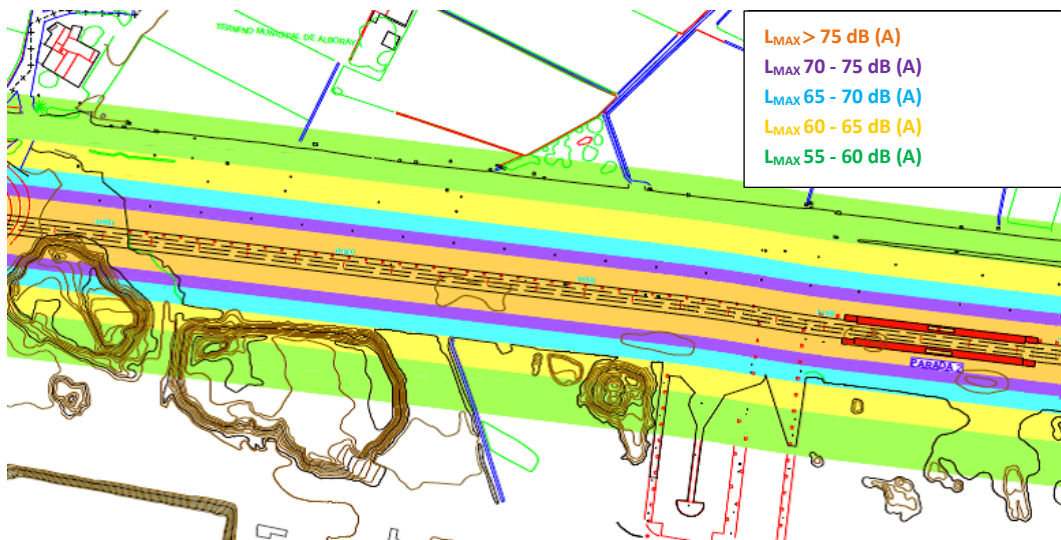 TERMINO MUNICIPAL DE ALBORAYA
LMAX > 75 dB (A)
LMAX 70 - 75 dB (A)
LMAX 65 - 70 dB (A)
LMAX 60 - 65 dB (A)
LMAX 55 - 60 dB (A)
PARADA 2